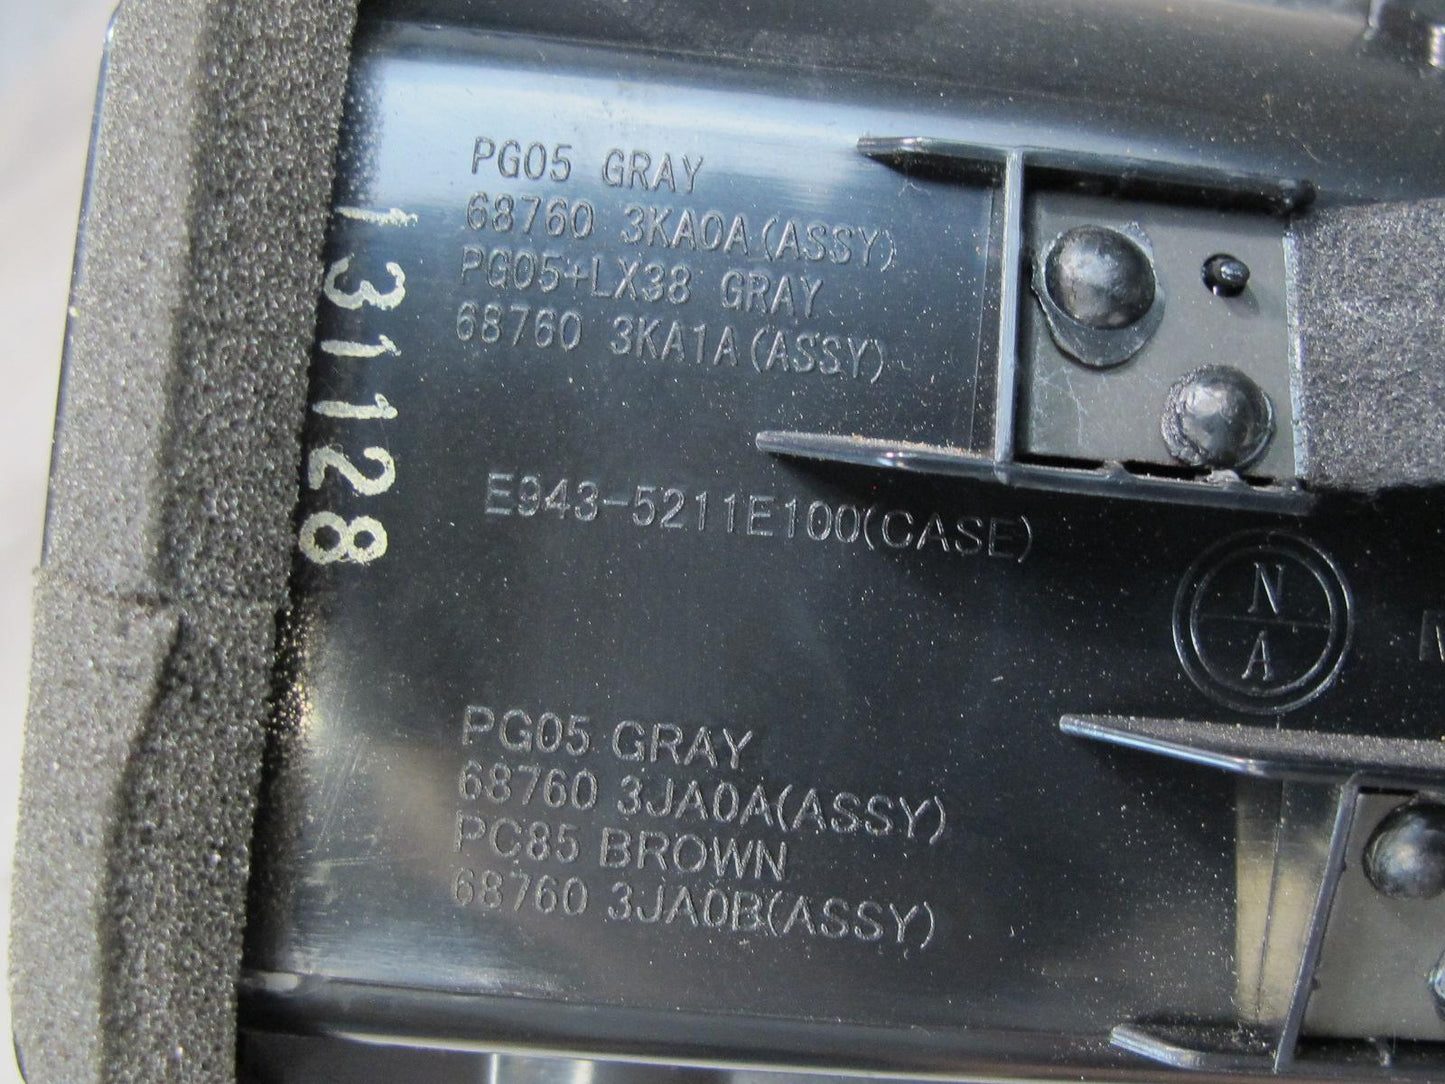 PG05 GRAY
68760 3KA0A(ASSY)
PG05+LX38 GRAY
68760 3KA1A(ASSY)
131128
E943-5211E100(CASE)
N
A
PG05 GRAY
68760 3JA0A(ASSY)
PC85 BROWN
68760 3JA0B(ASSY)